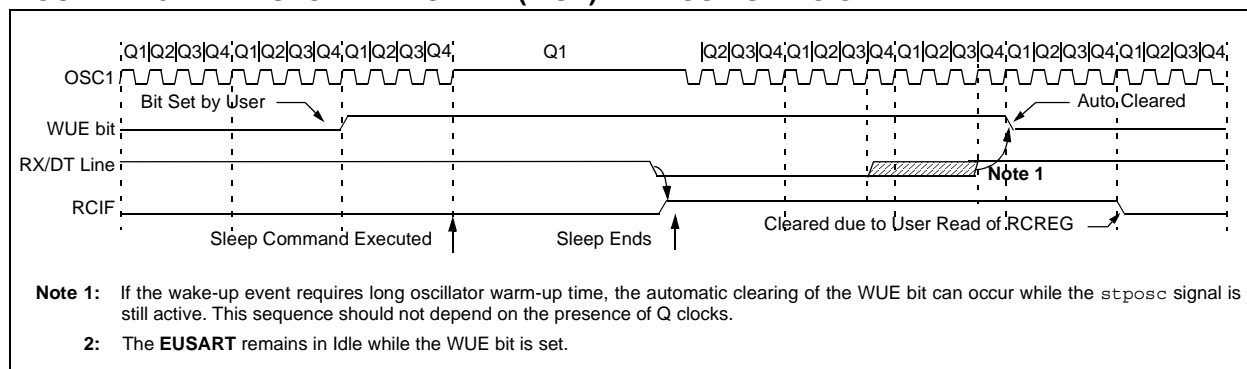 Q1 Q2 Q3 Q4 Q1 Q2 Q3 Q4 Q1 Q2 Q3 Q4 Q1 Q2 Q3 Q4 Q1 Q2 Q3 Q4 Q1 Q2 Q3 Q4 Q1 Q2 Q3 Q4 Q1 Q2 Q3 Q4
OSC1
Bit Set by User
Auto Cleared
WUE bit
RX/DT Line
Note 1
RCIF
Cleared due to User Read of RCREG
Sleep Command Executed
Sleep Ends
Note 1: If the wake-up event requires long oscillator warm-up time, the automatic clearing of the WUE bit can occur while the stposc signal is
still active. This sequence should not depend on the presence of Q clocks.
2: The EUSART remains in Idle while the WUE bit is set.